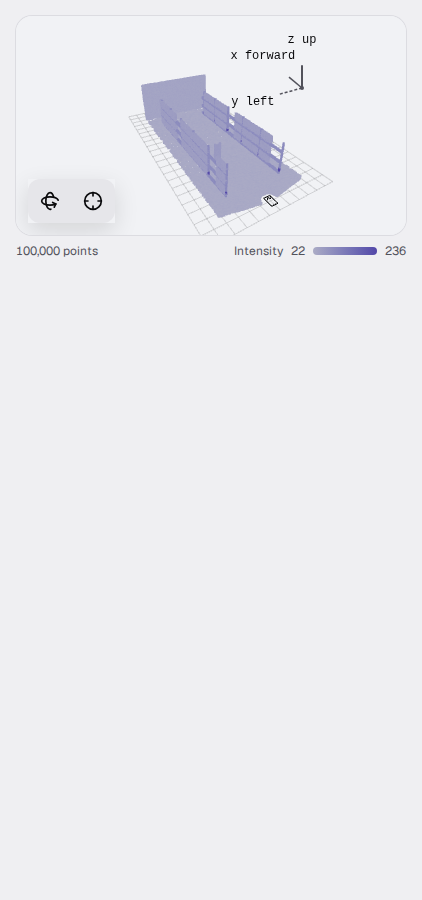 z up
x forward
y left
100,000 points
Intensity 22 236